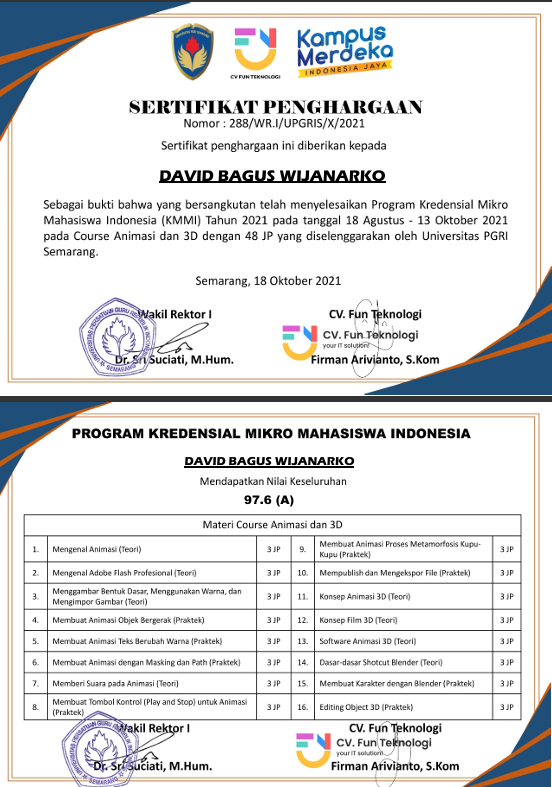 CV FUN TEKNOLOGI
Kampus
Merdeka
INDONESIA JAYA
SERTIFIKAT PENGHARGAAN
Nomor : 288/WR.I/UPGRIS/X/2021
Sertifikat penghargaan ini diberikan kepada
DAVID BAGUS WIJANARKO
Sebagai bukti bahwa yang bersangkutan telah menyelesaikan Program Kredensial Mikro
Mahasiswa Indonesia (KMMI) Tahun 2021 pada tanggal 18 Agustus - 13 Oktober 2021
pada Course Animasi dan 3D dengan 48 JP yang diselenggarakan oleh Universitas PGRI
Semarang.
Semarang, 18 Oktober 2021
Wakil Rektor I
CV. Fun Teknologi
CV. Fun Teknologi
your IT solution!
SEMARANG
Dr. Sri Suciati, M.Hum.
Firman Arivianto, S.Kom
PROGRAM KREDENSIAL MIKRO MAHASISWA INDONESIA
DAVID BAGUS WIJANARKO
Mendapatkan Nilai Keseluruhan
97.6 (A)
Materi Course Animasi dan 3D
1. Mengenal Animasi (Teori) 3 JP
9. Membuat Animasi Proses Metamorfosis Kupu-
Kupu (Praktek) 3 JP
2. Mengenal Adobe Flash Profesional (Teori) 3 JP
10. Mempublish dan Mengekspor File (Praktek) 3 JP
3. Menggambar Bentuk Dasar, Menggunakan Warna, dan
Mengimpor Gambar (Teori) 3 JP
11. Konsep Animasi 3D (Teori) 3 JP
4. Membuat Animasi Objek Bergerak (Praktek) 3 JP
12. Konsep Film 3D (Teori) 3 JP
5. Membuat Animasi Teks Berubah Warna (Praktek) 3 JP
13. Software Animasi 3D (Teori) 3 JP
6. Membuat Animasi dengan Masking dan Path (Praktek) 3 JP
14. Dasar-dasar Shotcut Blender (Teori) 3 JP
7. Memberi Suara pada Animasi (Teori) 3 JP
15. Membuat Karakter dengan Blender (Praktek) 3 JP
8. Membuat Tombol Kontrol (Play and Stop) untuk Animasi
(Praktek) 3 JP
16. Editing Object 3D (Praktek) 3 JP
Wakil Rektor I
CV. Fun Teknologi
CV. Fun Teknologi
your IT solution!
Dr. Sri Suciati, M.Hum.
Firman Arivianto, S.Kom